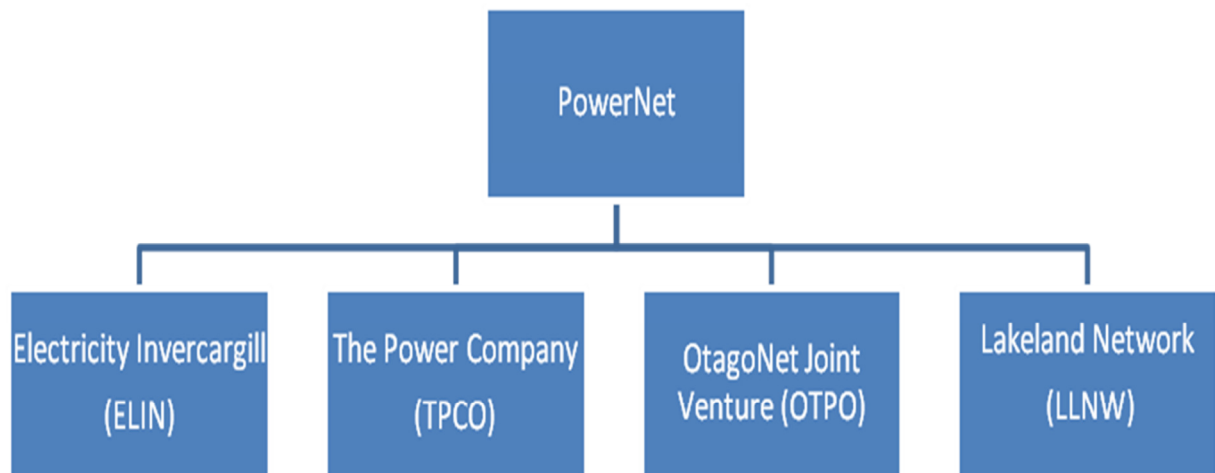 PowerNet
Electricity Invercargill
(ELIN)
The Power Company
(TPCO)
OtagoNet Joint
Venture (OTPO)
Lakeland Network
(LLNW)